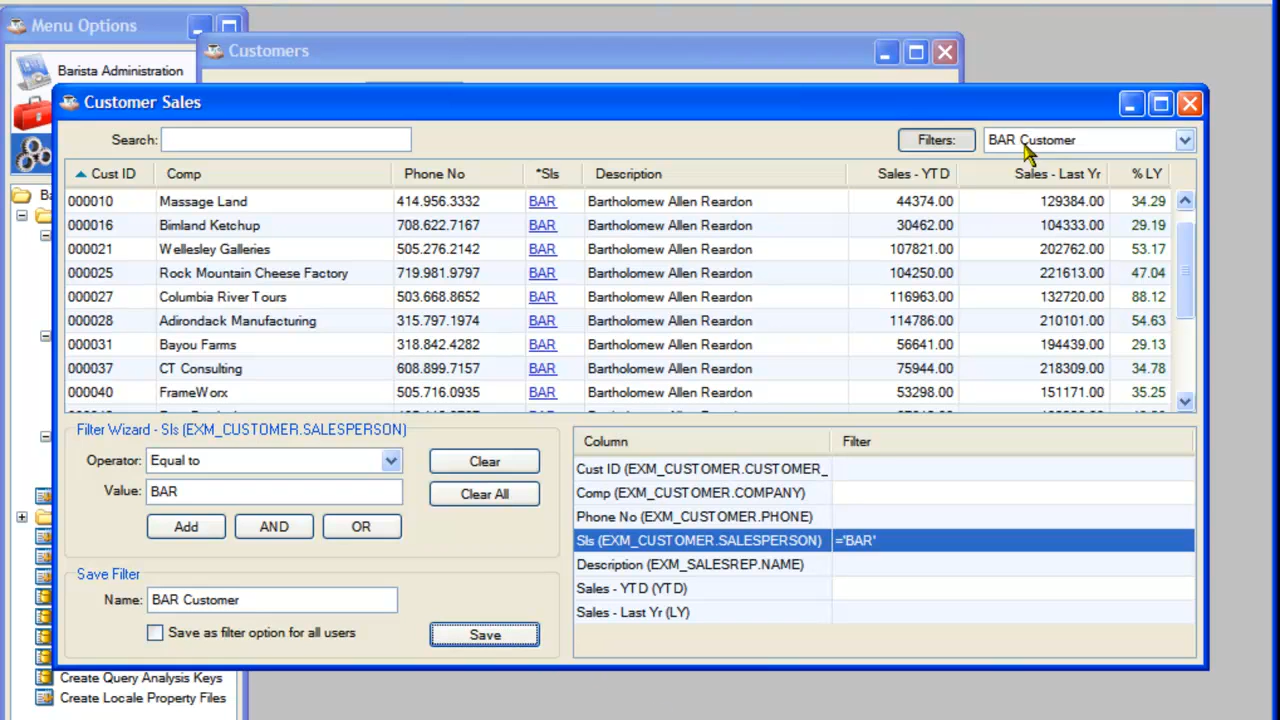 Menu Options
Customers
Barista Administration
Customer Sales
Search:
Filters:
BAR Customer
Cust ID Comp Phone No *Sls Description Sales - YTD Sales - Last Yr % LY
000010 Massage Land 414.956.3332 BAR Bartholomew Allen Reardon 44374.00 129384.00 34.29
000016 Bimland Ketchup 708.622.7167 BAR Bartholomew Allen Reardon 30462.00 104333.00 29.19
000021 Wellesley Galleries 505.276.2142 BAR Bartholomew Allen Reardon 107821.00 202762.00 53.17
000025 Rock Mountain Cheese Factory 719.981.9797 BAR Bartholomew Allen Reardon 104250.00 221613.00 47.04
000027 Columbia River Tours 503.668.8652 BAR Bartholomew Allen Reardon 116963.00 132720.00 88.12
000028 Adirondack Manufacturing 315.797.1974 BAR Bartholomew Allen Reardon 114786.00 210101.00 54.63
000031 Bayou Farms 318.842.4282 BAR Bartholomew Allen Reardon 56641.00 194439.00 29.13
000037 CT Consulting 608.899.7157 BAR Bartholomew Allen Reardon 75944.00 218309.00 34.78
000040 FrameWorx 505.716.0935 BAR Bartholomew Allen Reardon 53298.00 151171.00 35.25
Filter Wizard - Sls (EXM_CUSTOMER.SALESPERSON)
Operator: Equal to
Clear
Value: BAR
Clear All
Add AND OR
Save Filter
Name: BAR Customer
Save as filter option for all users
Save
Column Filter
Cust ID (EXM_CUSTOMER.CUSTOMER_
Comp (EXM_CUSTOMER.COMPANY)
Phone No (EXM_CUSTOMER.PHONE)
Sls (EXM_CUSTOMER.SALESPERSON) ='BAR'
Description (EXM_SALESREP.NAME)
Sales - YTD (YTD)
Sales - Last Yr (LY)
Create Query Analysis Keys
Create Locale Property Files